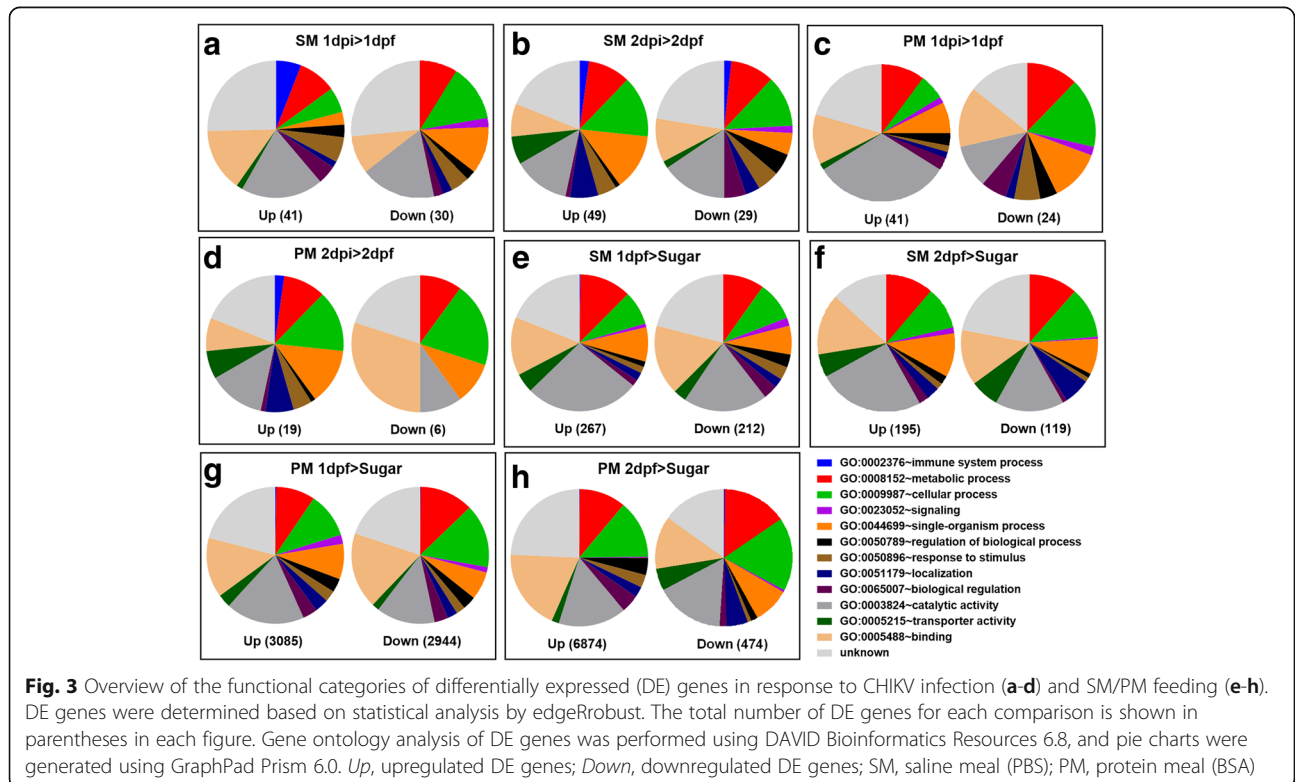 a
SM 1dpi>1dpf
Up (41)
Down (30)
b
SM 2dpi>2dpf
Up (49)
Down (29)
c
PM 1dpi>1dpf
Up (41)
Down (24)
d
PM 2dpi>2dpf
Up (19)
Down (6)
e
SM 1dpf>Sugar
Up (267)
Down (212)
f
SM 2dpf>Sugar
Up (195)
Down (119)
g
PM 1dpf>Sugar
Up (3085)
Down (2944)
h
PM 2dpf>Sugar
Up (6874)
Down (474)
GO:0002376~immune system process
GO:0008152~metabolic process
GO:0009987~cellular process
GO:0023052~signaling
GO:0044699~single-organism process
GO:0050789~regulation of biological process
GO:0050896~response to stimulus
GO:0051179~localization
GO:0065007~biological regulation
GO:0003824~catalytic activity
GO:0005215~transporter activity
GO:0005488~binding
unknown
Fig. 3 Overview of the functional categories of differentially expressed (DE) genes in response to CHIKV infection (a-d) and SM/PM feeding (e-h).
DE genes were determined based on statistical analysis by edgeRrobust. The total number of DE genes for each comparison is shown in
parentheses in each figure. Gene ontology analysis of DE genes was performed using DAVID Bioinformatics Resources 6.8, and pie charts were
generated using GraphPad Prism 6.0. Up, upregulated DE genes; Down, downregulated DE genes; SM, saline meal (PBS); PM, protein meal (BSA)